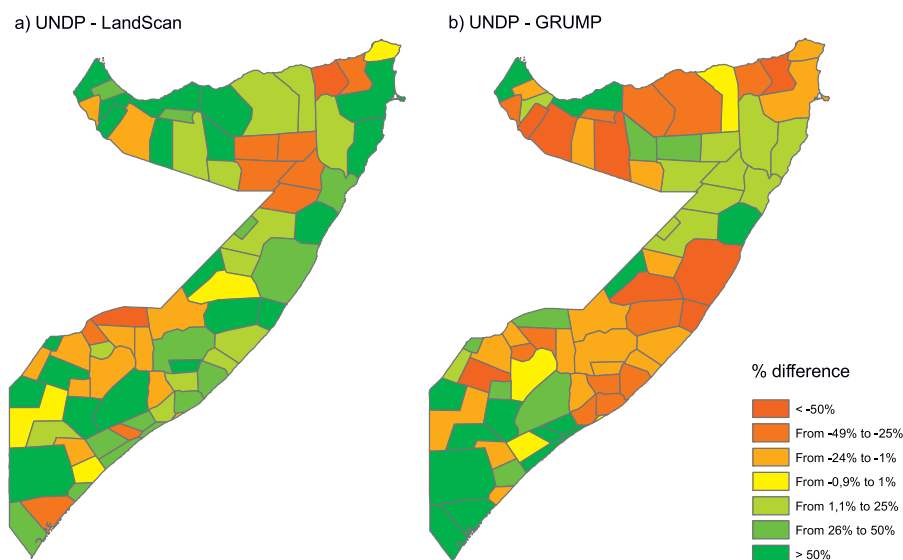 a) UNDP - LandScan
b) UNDP - GRUMP
% difference
< -50%
From -49% to -25%
From -24% to -1%
From -0,9% to 1%
From 1,1% to 25%
From 26% to 50%
> 50%